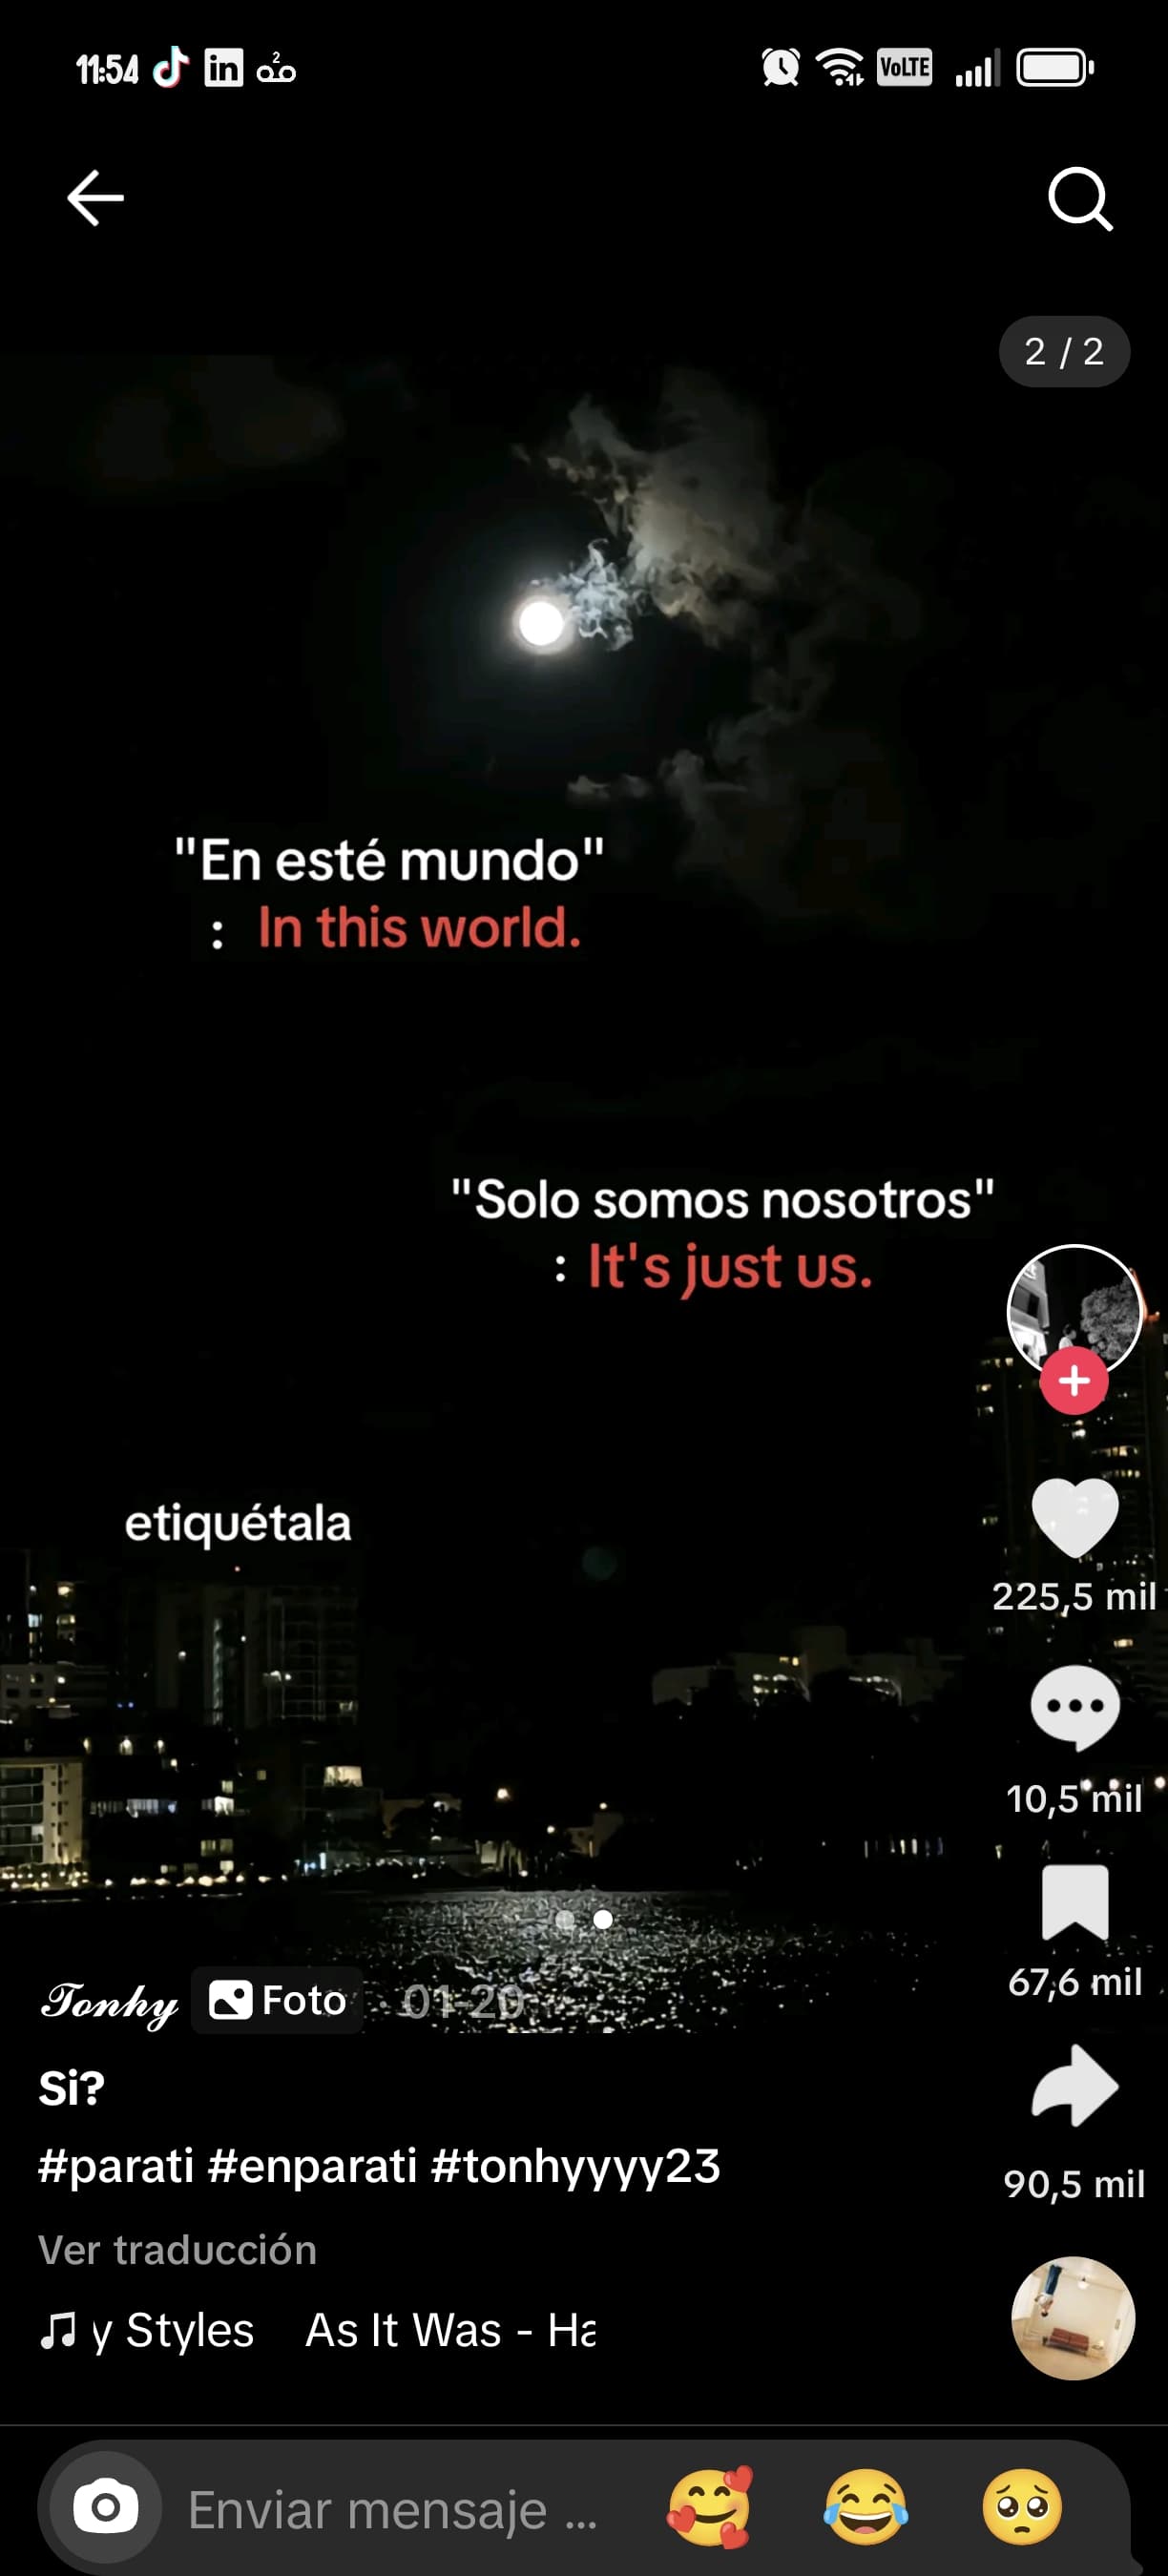 11:54
2
VoLTE
2 / 2
"En esté mundo"
: In this world.
"Solo somos nosotros"
: It's just us.
etiquétala
225,5 mil
10,5 mil
67,6 mil
90,5 mil
Tonhy Foto · 01-20
Si?
#parati #enparati #tonhyyyy23
Ver traducción
y Styles As It Was - Ha
Enviar mensaje ...